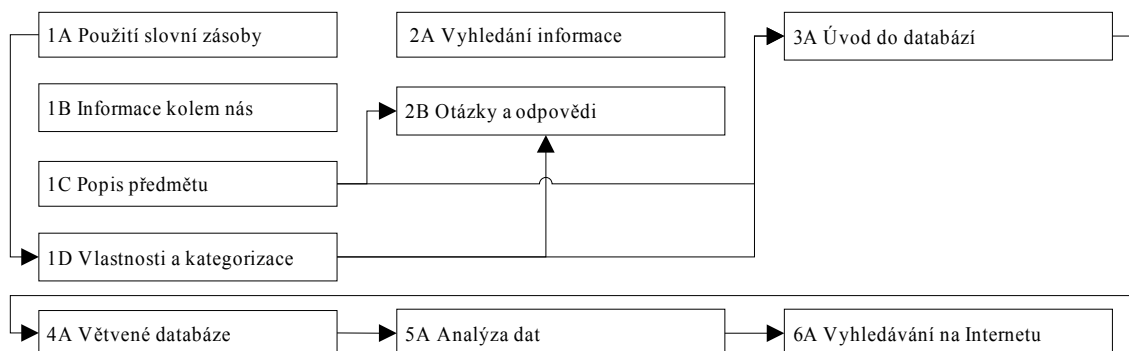 1A Použití slovní zásoby
2A Vyhledání informace
3A Úvod do databází
1B Informace kolem nás
2B Otázky a odpovědi
1C Popis předmětu
1D Vlastnosti a kategorizace
4A Větvené databáze
5A Analýza dat
6A Vyhledávání na Internetu